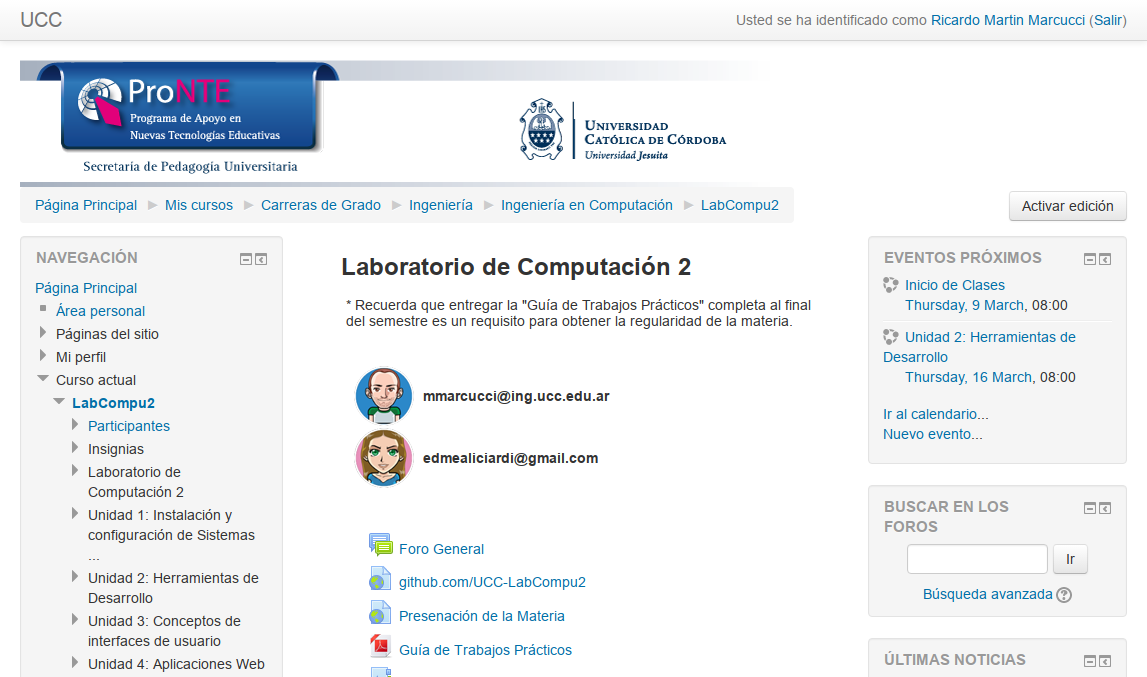 UCC
Usted se ha identificado como Ricardo Martin Marcucci (Salir)
ProNTE
Programa de Apoyo en
Nuevas Tecnologías Educativas
Secretaría de Pedagogía Universitaria
UNIVERSIDAD
CATÓLICA DE CÓRDOBA
Universidad Jesuita
Página Principal Mis cursos Carreras de Grado Ingeniería Ingeniería en Computación LabCompu2
Activar edición
NAVEGACIÓN
Página Principal
Área personal
Páginas del sitio
Mi perfil
Curso actual
LabCompu2
Participantes
Insignias
Laboratorio de
Computación 2
Unidad 1: Instalación y
configuración de Sistemas
...
Unidad 2: Herramientas de
Desarrollo
Unidad 3: Conceptos de
interfaces de usuario
Unidad 4: Aplicaciones Web
Laboratorio de Computación 2
* Recuerda que entregar la "Guía de Trabajos Prácticos" completa al final
del semestre es un requisito para obtener la regularidad de la materia.
mmarcucci@ing.ucc.edu.ar
edmealiciardi@gmail.com
Foro General
github.com/UCC-LabCompu2
Presenación de la Materia
Guía de Trabajos Prácticos
EVENTOS PRÓXIMOS
Inicio de Clases
Thursday, 9 March, 08:00
Unidad 2: Herramientas de
Desarrollo
Thursday, 16 March, 08:00
Ir al calendario...
Nuevo evento...
BUSCAR EN LOS
FOROS
Ir
Búsqueda avanzada
ÚLTIMAS NOTICIAS